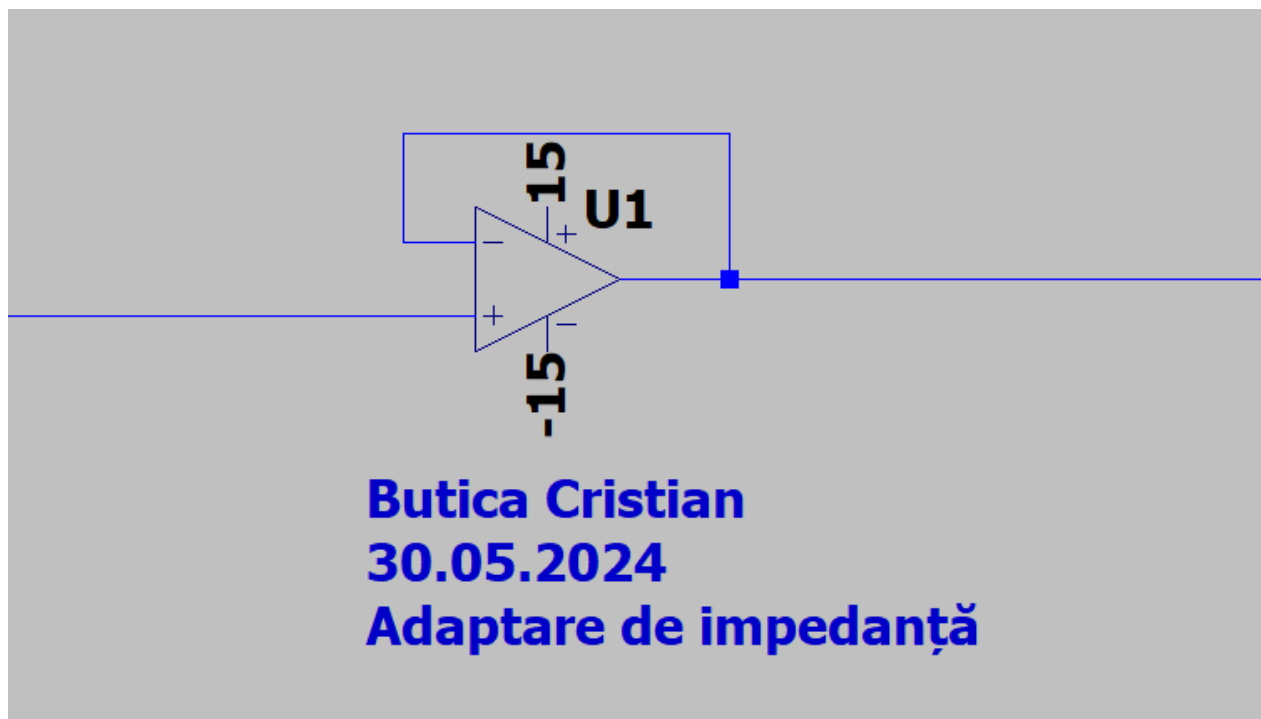 15
U1
-15
Butica Cristian
30.05.2024
Adaptare de impedanță